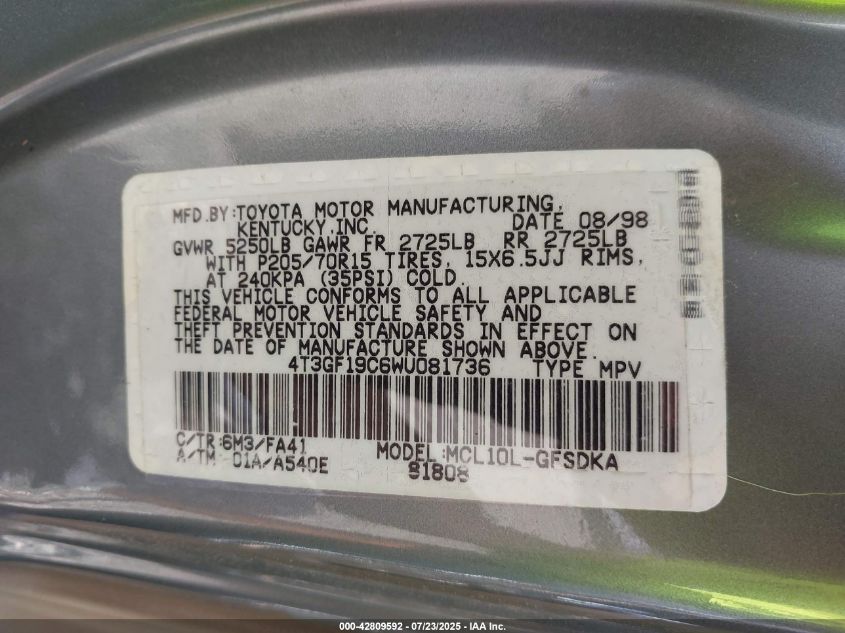 MFD.BY:TOYOTA MOTOR MANUFACTURING,
KENTUCKY,INC. DATE 08/98
GVWR 5250LB GAWR FR 2725LB RR 2725LB
WITH P205/70R15 TIRES, 15X6.5JJ RIMS,
AT 240KPA (35PSI) COLD.
THIS VEHICLE CONFORMS TO ALL APPLICABLE
FEDERAL MOTOR VEHICLE SAFETY AND
THEFT PREVENTION STANDARDS IN EFFECT ON
THE DATE OF MANUFACTURE SHOWN ABOVE.
4T3GF19C6WU081736 TYPE MPV
C/TR:6M3/FA41 MODEL:MCL10L-GFSDKA
A/TM 01A/A540E 81808
000-42809592 - 07/23/2025 - IAA Inc.